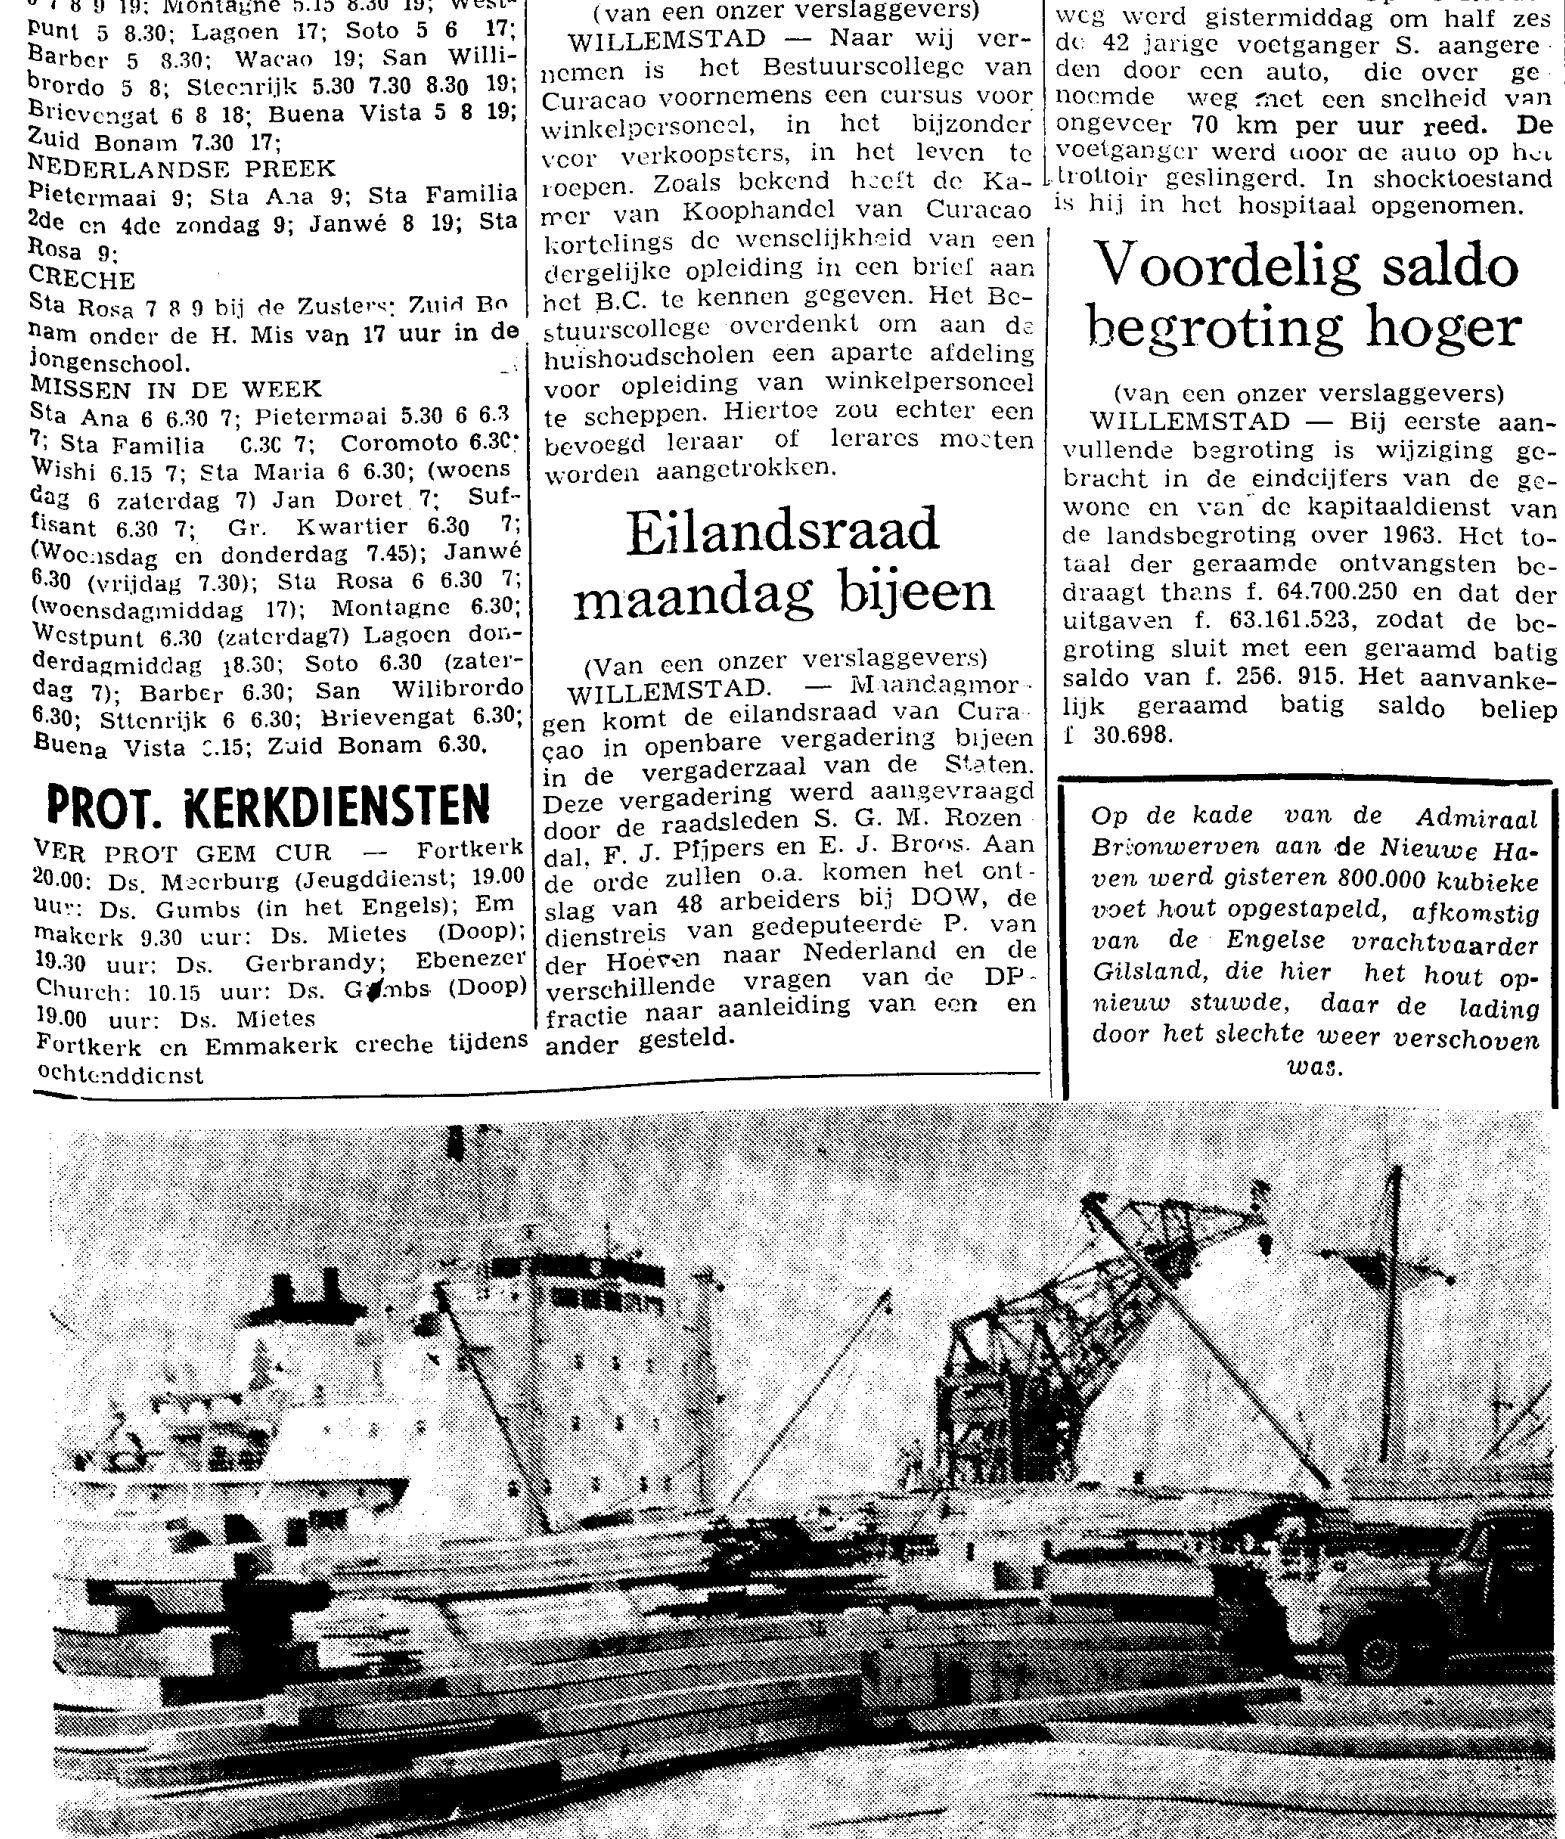 7 8 9 19; Montagne 5.15 8.30 19; West-
punt 5 8.30; Lagoen 17; Soto 5 6 17;
Barber 5 8.30; Wacao 19; San Willi-
brordo 5 8; Steenrijk 5.30 7.30 8.30 19;
Brievengat 6 8 18; Buena Vista 5 8 19;
Zuid Bonam 7.30 17;
NEDERLANDSE PREEK
Pietermaai 9; Sta Ana 9; Sta Familia
2de en 4de zondag 9; Janwé 8 19; Sta
Rosa 9;
CRECHE
Sta Rosa 7 8 9 bij de Zusters; Zuid Bo
nam onder de H. Mis van 17 uur in de
jongenschool.
MISSEN IN DE WEEK
Sta Ana 6 6.30 7; Pietermaai 5.30 6 6.3
7; Sta Familia 6.30 7; Coromoto 6.30;
Wishi 6.15 7; Sta Maria 6 6.30; (woens
dag 6 zaterdag 7) Jan Doret 7; Suf-
fisant 6.30 7; Gr. Kwartier 6.30 7;
(Woensdag en donderdag 7.45); Janwé
6.30 (vrijdag 7.30); Sta Rosa 6 6.30 7;
(woensdagmiddag 17); Montagne 6.30;
Westpunt 6.30 (zaterdag7) Lagoen don-
derdagmiddag 18.30; Soto 6.30 (zater-
dag 7); Barber 6.30; San Wilibrordo
6.30; Sttenrijk 6 6.30; Brievengat 6.30;
Buena Vista .15; Zuid Bonam 6.30.
PROT. KERKDIENSTEN
VER PROT GEM CUR — Fortkerk
20.00: Ds. Meerburg (Jeugddienst; 19.00
uur: Ds. Gumbs (in het Engels); Em
makerk 9.30 uur: Ds. Mietes (Doop);
19.30 uur: Ds. Gerbrandy; Ebenezer
Church: 10.15 uur: Ds. Gumbs (Doop)
19.00 uur: Ds. Mietes
Fortkerk en Emmakerk creche tijdens
ochtenddienst
(van een onzer verslaggevers)
WILLEMSTAD — Naar wij ver-
nemen is het Bestuurscollege van
Curacao voornemens een cursus voor
winkelpersoneel, in het bijzonder
voor verkoopsters, in het leven te
roepen. Zoals bekend heeft de Ka-
mer van Koophandel van Curacao
kortelings de wenselijkheid van een
dergelijke opleiding in een brief aan
het B.C. te kennen gegeven. Het Be-
stuurscollege overdenkt om aan de
huishoudscholen een aparte afdeling
voor opleiding van winkelpersoneel
te scheppen. Hiertoe zou echter een
bevoegd leraar of lerares moeten
worden aangetrokken.
Eilandsraad
maandag bijeen
(Van een onzer verslaggevers)
WILLEMSTAD. — Maandagmor-
gen komt de eilandsraad van Cura-
çao in openbare vergadering bijeen
in de vergaderzaal van de Staten.
Deze vergadering werd aangevraagd
door de raadsleden S. G. M. Rozen
dal, F. J. Pijpers en E. J. Broos. Aan
de orde zullen o.a. komen het ont-
slag van 48 arbeiders bij DOW, de
dienstreis van gedeputeerde P. van
der Hoeven naar Nederland en de
verschillende vragen van de DP-
fractie naar aanleiding van een en
ander gesteld.
weg werd gistermiddag om half zes
de 42 jarige voetganger S. aangere
den door een auto, die over ge
noemde weg met een snelheid van
ongeveer 70 km per uur reed. De
voetganger werd door de auto op het
trottoir geslingerd. In shocktoestand
is hij in het hospitaal opgenomen.
Voordelig saldo
begroting hoger
(van een onzer verslaggevers)
WILLEMSTAD — Bij eerste aan-
vullende begroting is wijziging ge-
bracht in de eindcijfers van de ge-
wone en van de kapitaaldienst van
de landsbegroting over 1963. Het to-
taal der geraamde ontvangsten be-
draagt thans f. 64.700.250 en dat der
uitgaven f. 63.161.523, zodat de be-
groting sluit met een geraamd batig
saldo van f. 256. 915. Het aanvanke-
lijk geraamd batig saldo beliep
f 30.698.
Op de kade van de Admiraal
Brionwerven aan de Nieuwe Ha-
ven werd gisteren 800.000 kubieke
voet hout opgestapeld, afkomstig
van de Engelse vrachtvaarder
Gilsland, die hier het hout op-
nieuw stuwde, daar de lading
door het slechte weer verschoven
was.